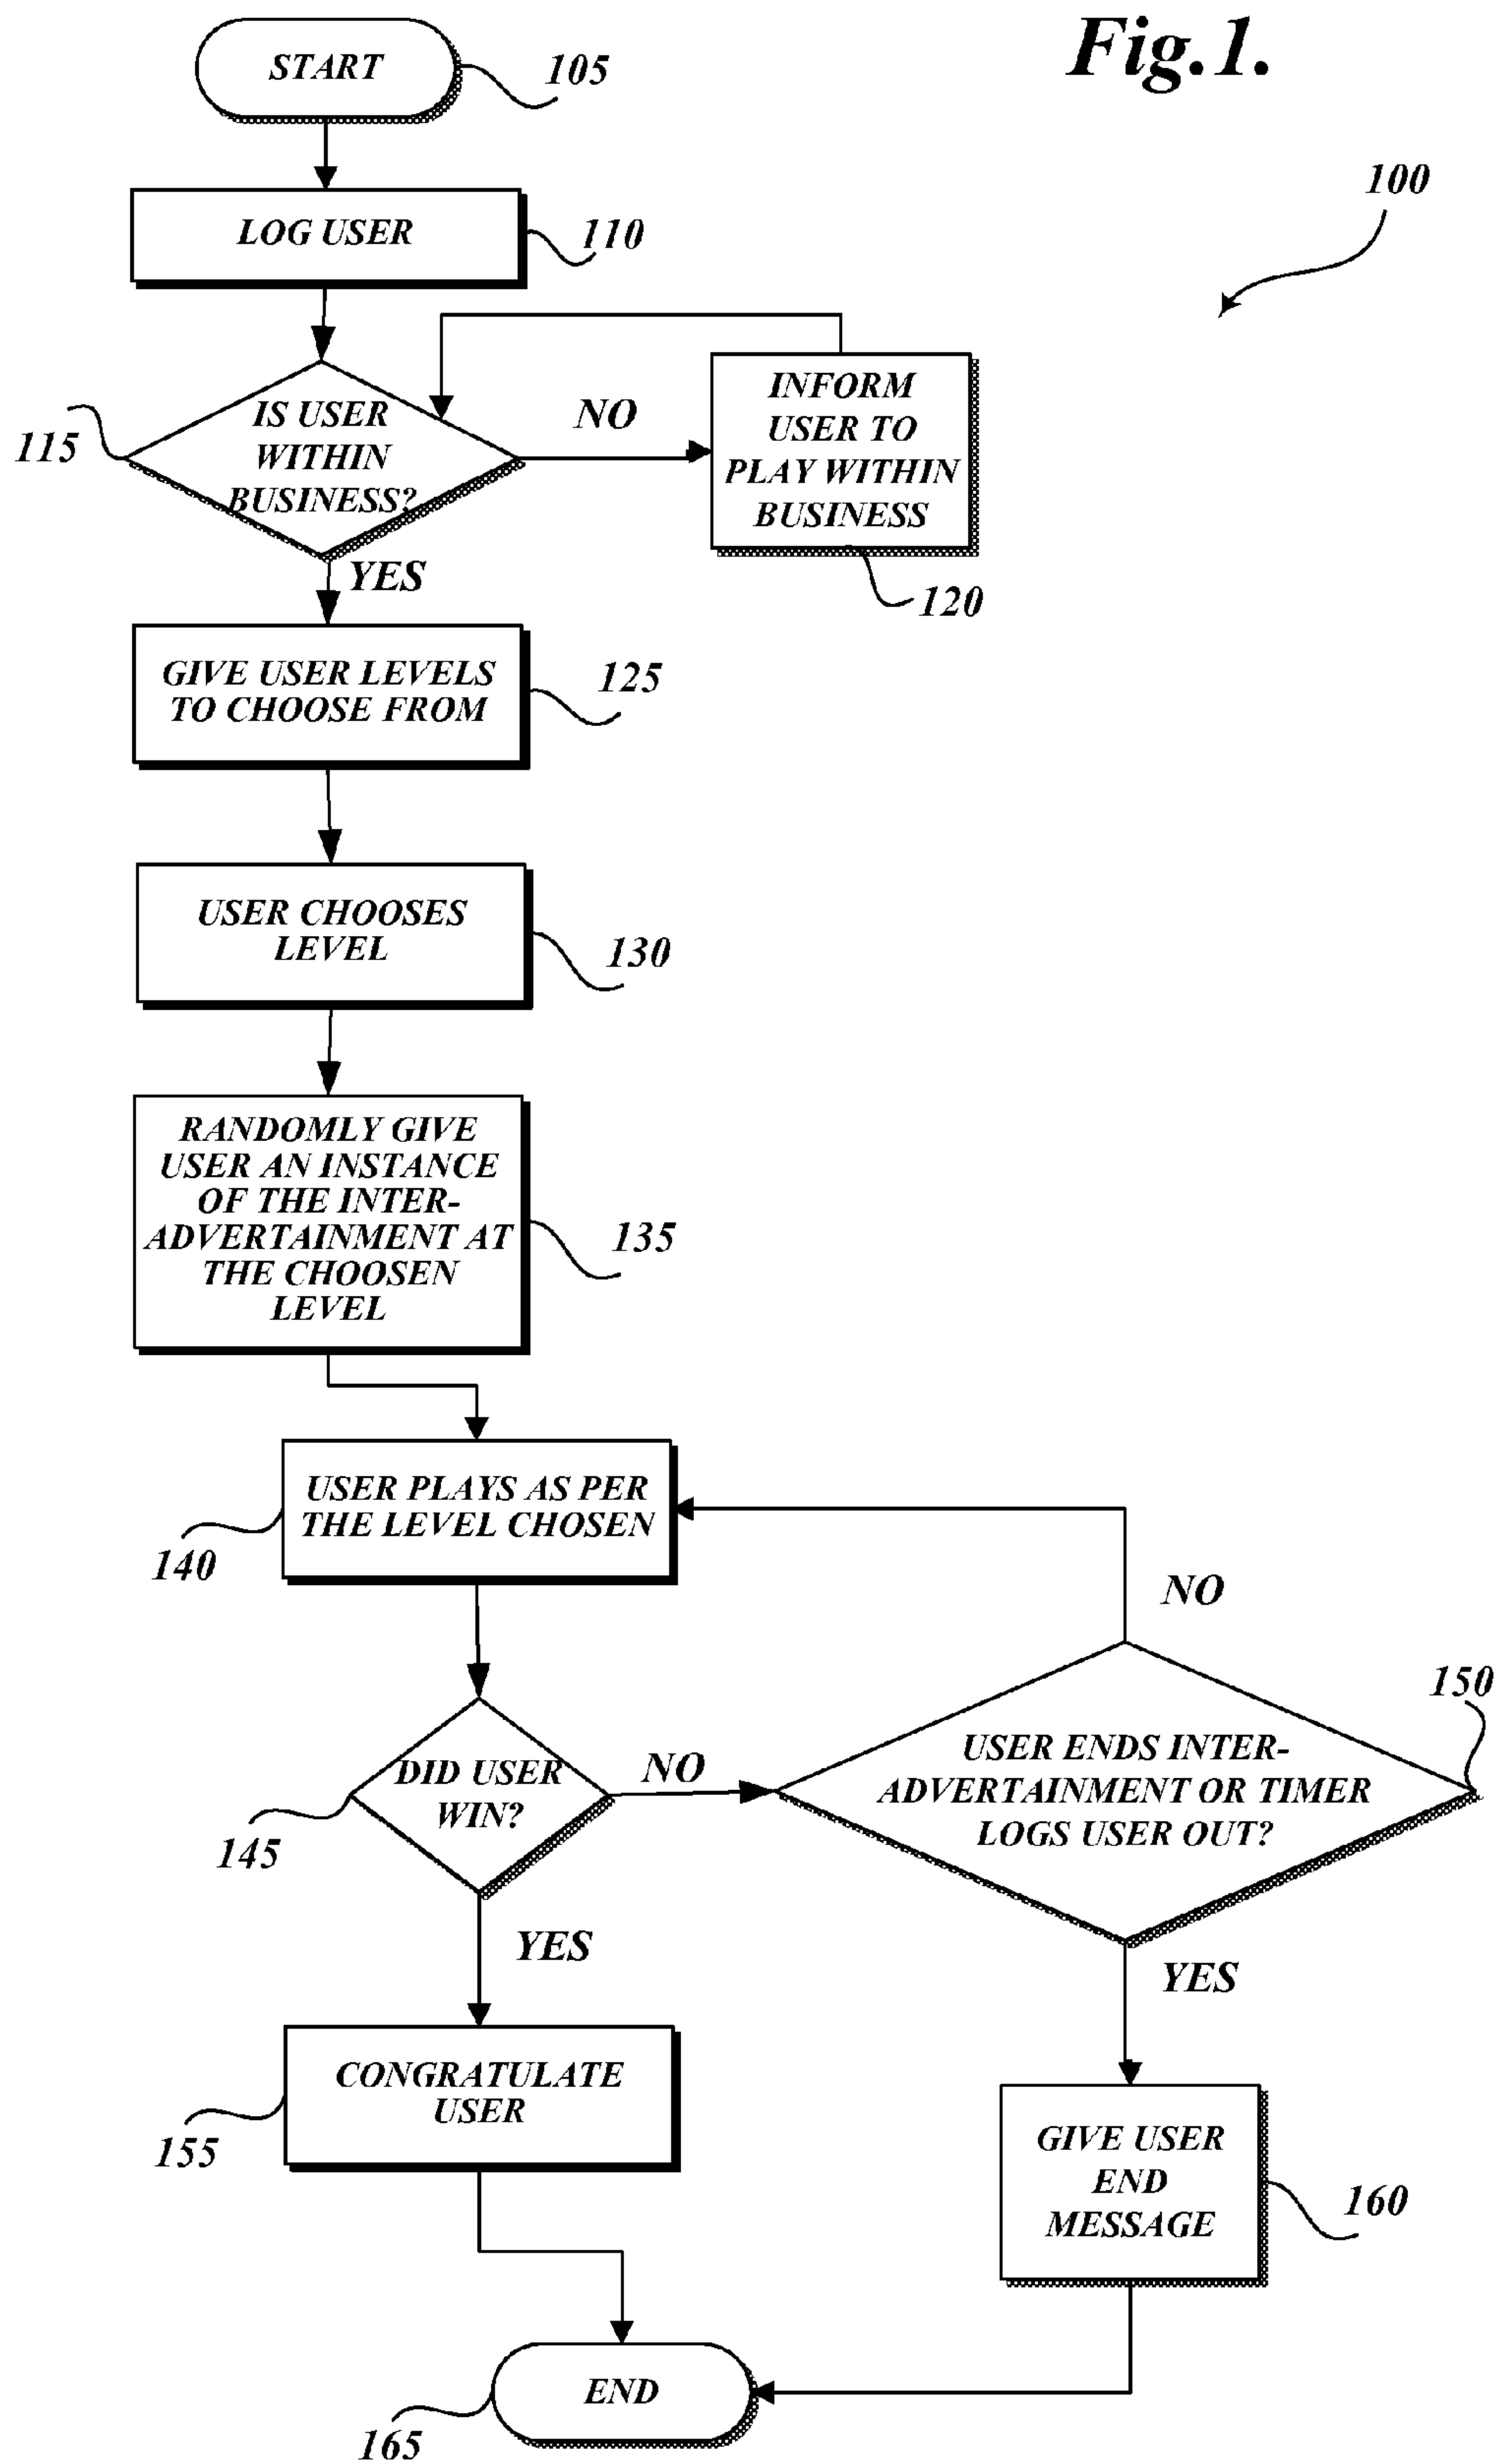 Fig.1.
START
105
100
LOG USER
110
IS USER
WITHIN
BUSINESS?
115
NO
INFORM
USER TO
PLAY WITHIN
BUSINESS
120
YES
GIVE USER LEVELS
TO CHOOSE FROM
125
USER CHOOSES
LEVEL
130
RANDOMLY GIVE
USER AN INSTANCE
OF THE INTER-
ADVERTAINMENT AT
THE CHOOSEN
LEVEL
135
USER PLAYS AS PER
THE LEVEL CHOSEN
140
NO
150
DID USER
WIN?
145
NO
USER ENDS INTER-
ADVERTAINMENT OR TIMER
LOGS USER OUT?
YES
YES
CONGRATULATE
USER
155
GIVE USER
END
MESSAGE
160
END
165